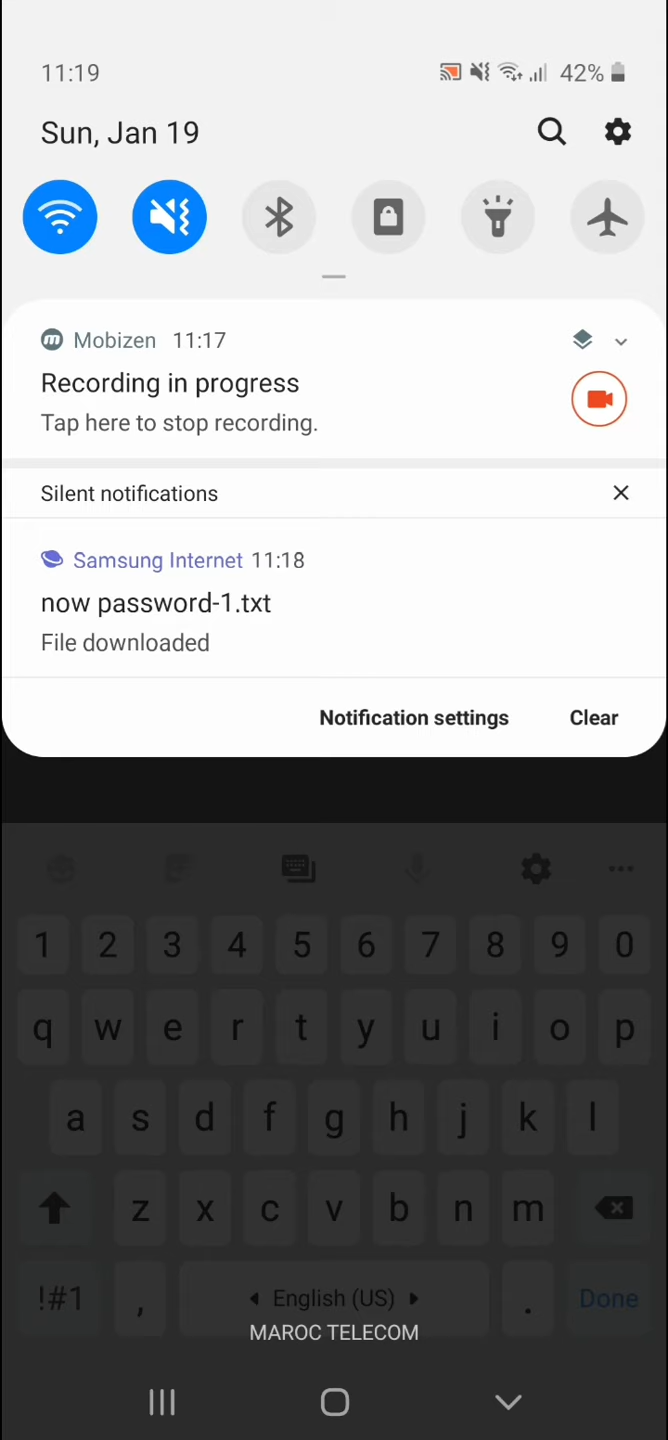 11:19
42%
Sun, Jan 19
Mobizen 11:17
Recording in progress
Tap here to stop recording.
Silent notifications
Samsung Internet 11:18
now password-1.txt
File downloaded
Notification settings Clear
1 2 3 4 5 6 7 8 9 0
q w e r t y u i o p
a s d f g h j k l
z x c v b n m
!#1 , English (US) . Done
MAROC TELECOM